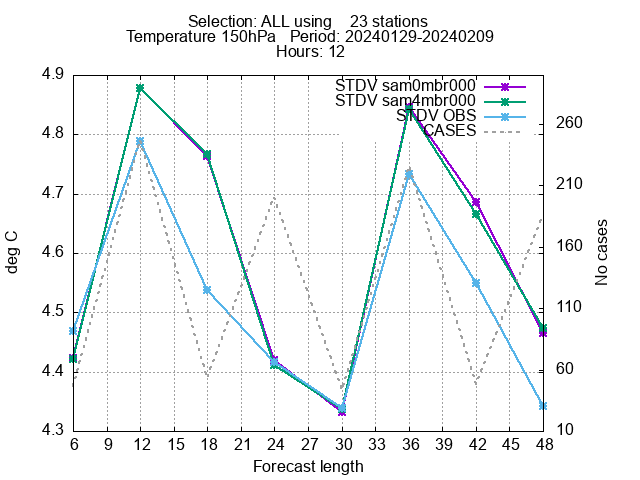 Selection: ALL using    23 stations
Temperature 150hPa   Period: 20240129-20240209
Hours: 12
STDV sam0mbr000
STDV sam4mbr000
STDV OBS
CASES
4.9
4.8
4.7
4.6
4.5
4.4
4.3
deg C
260
210
160
110
60
10
No cases
6 9 12 15 18 21 24 27 30 33 36 39 42 45 48
Forecast length